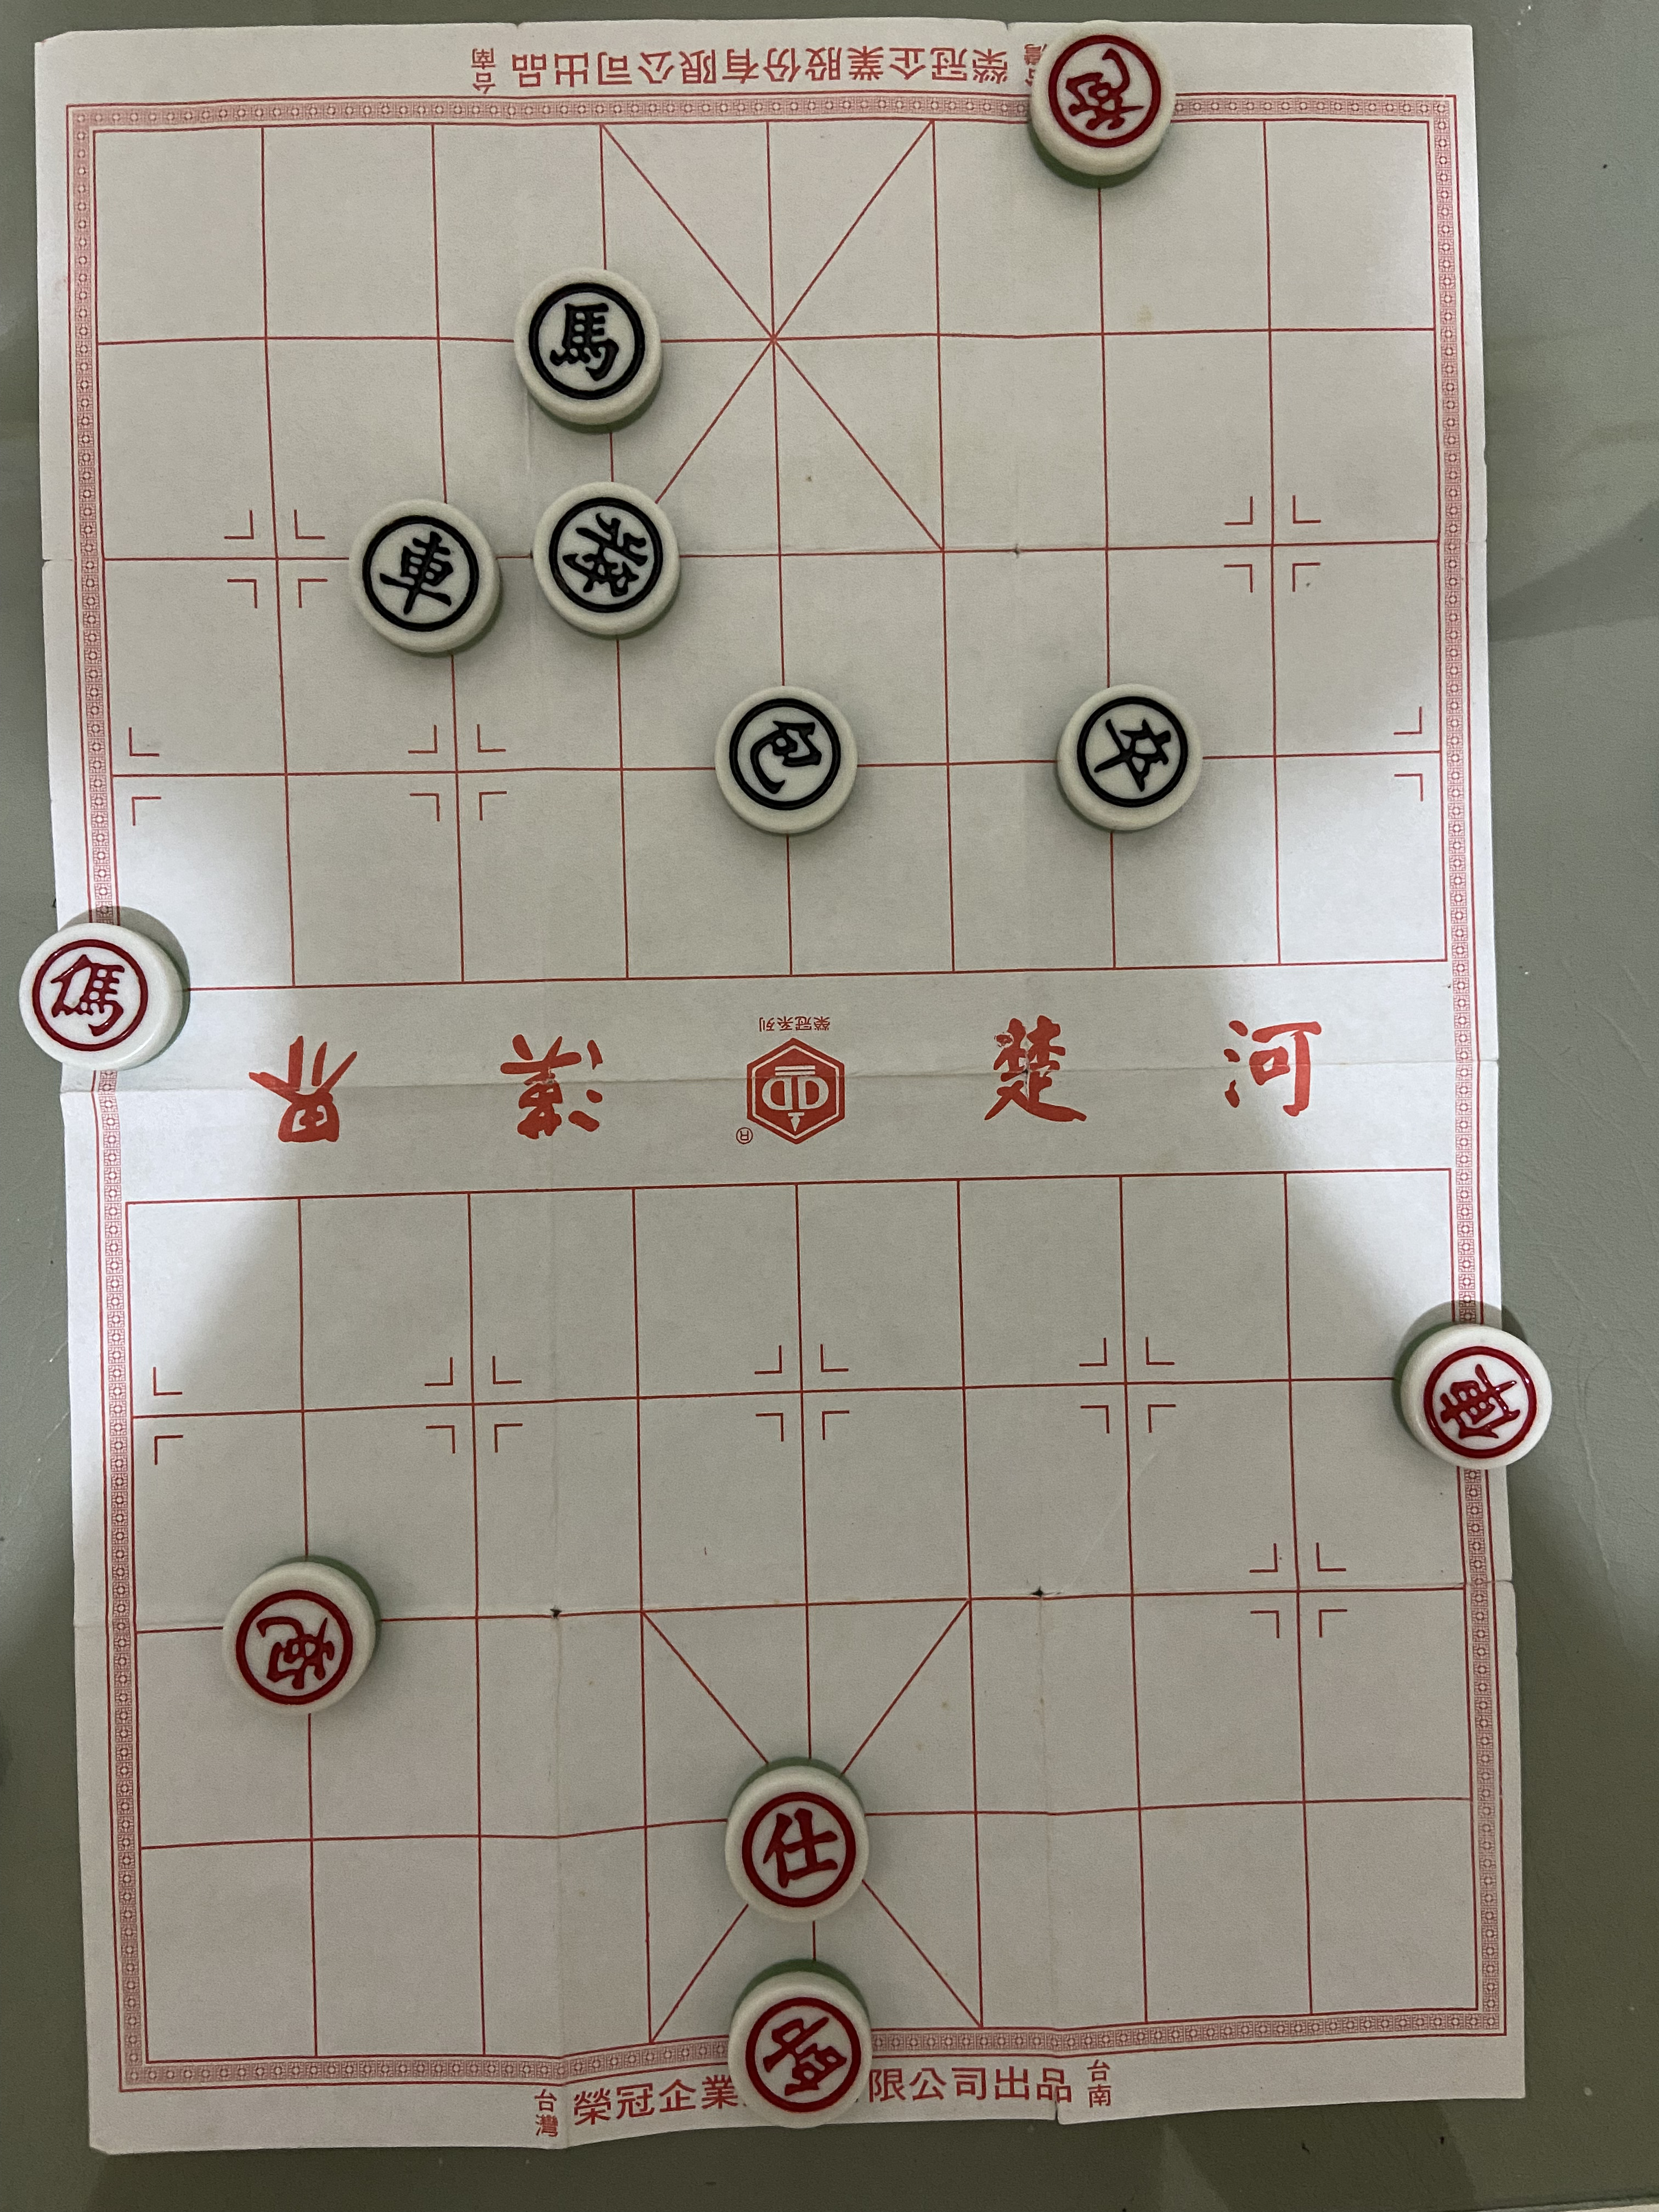 台灣 榮冠企業股份有限公司出品 台南
炮
馬
車 將
包 卒
傌
榮冠系列
界 漢 楚 河
®
俥
炮
仕
帥
台灣 榮冠企業 限公司出品 台南